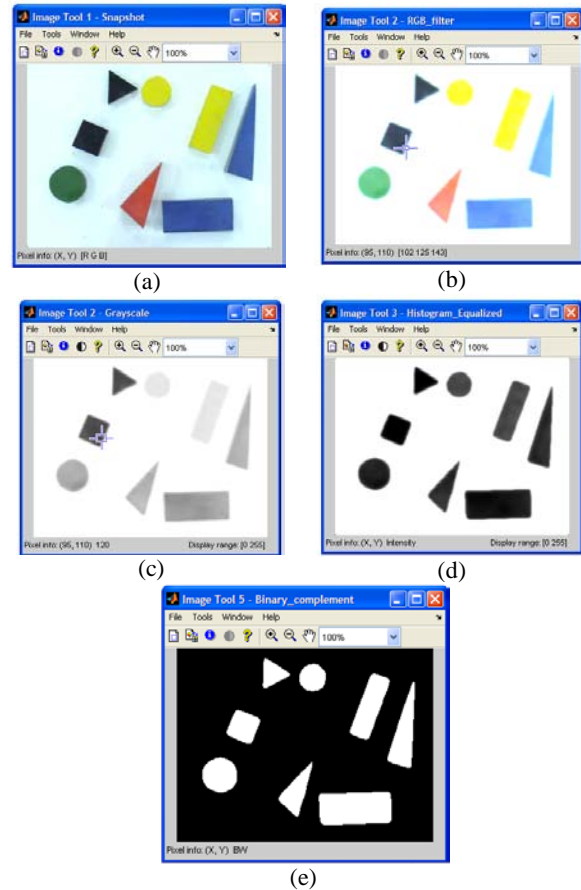 Image Tool 1 - Snapshot
File Tools Window Help
100%
Pixel info: (X, Y) [R G B]
(a)
Image Tool 2 - RGB_filter
File Tools Window Help
100%
Pixel info: (95, 110) [102 125 143]
(b)
Image Tool 2 - Grayscale
File Tools Window Help
100%
Pixel info: (95, 110) 120 Display range: [0 255]
(c)
Image Tool 3 - Histogram_Equalized
File Tools Window Help
100%
Pixel info: (X, Y) Intensity Display range: [0 255]
(d)
Image Tool 5 - Binary_complement
File Tools Window Help
100%
Pixel info: (X, Y) BW
(e)